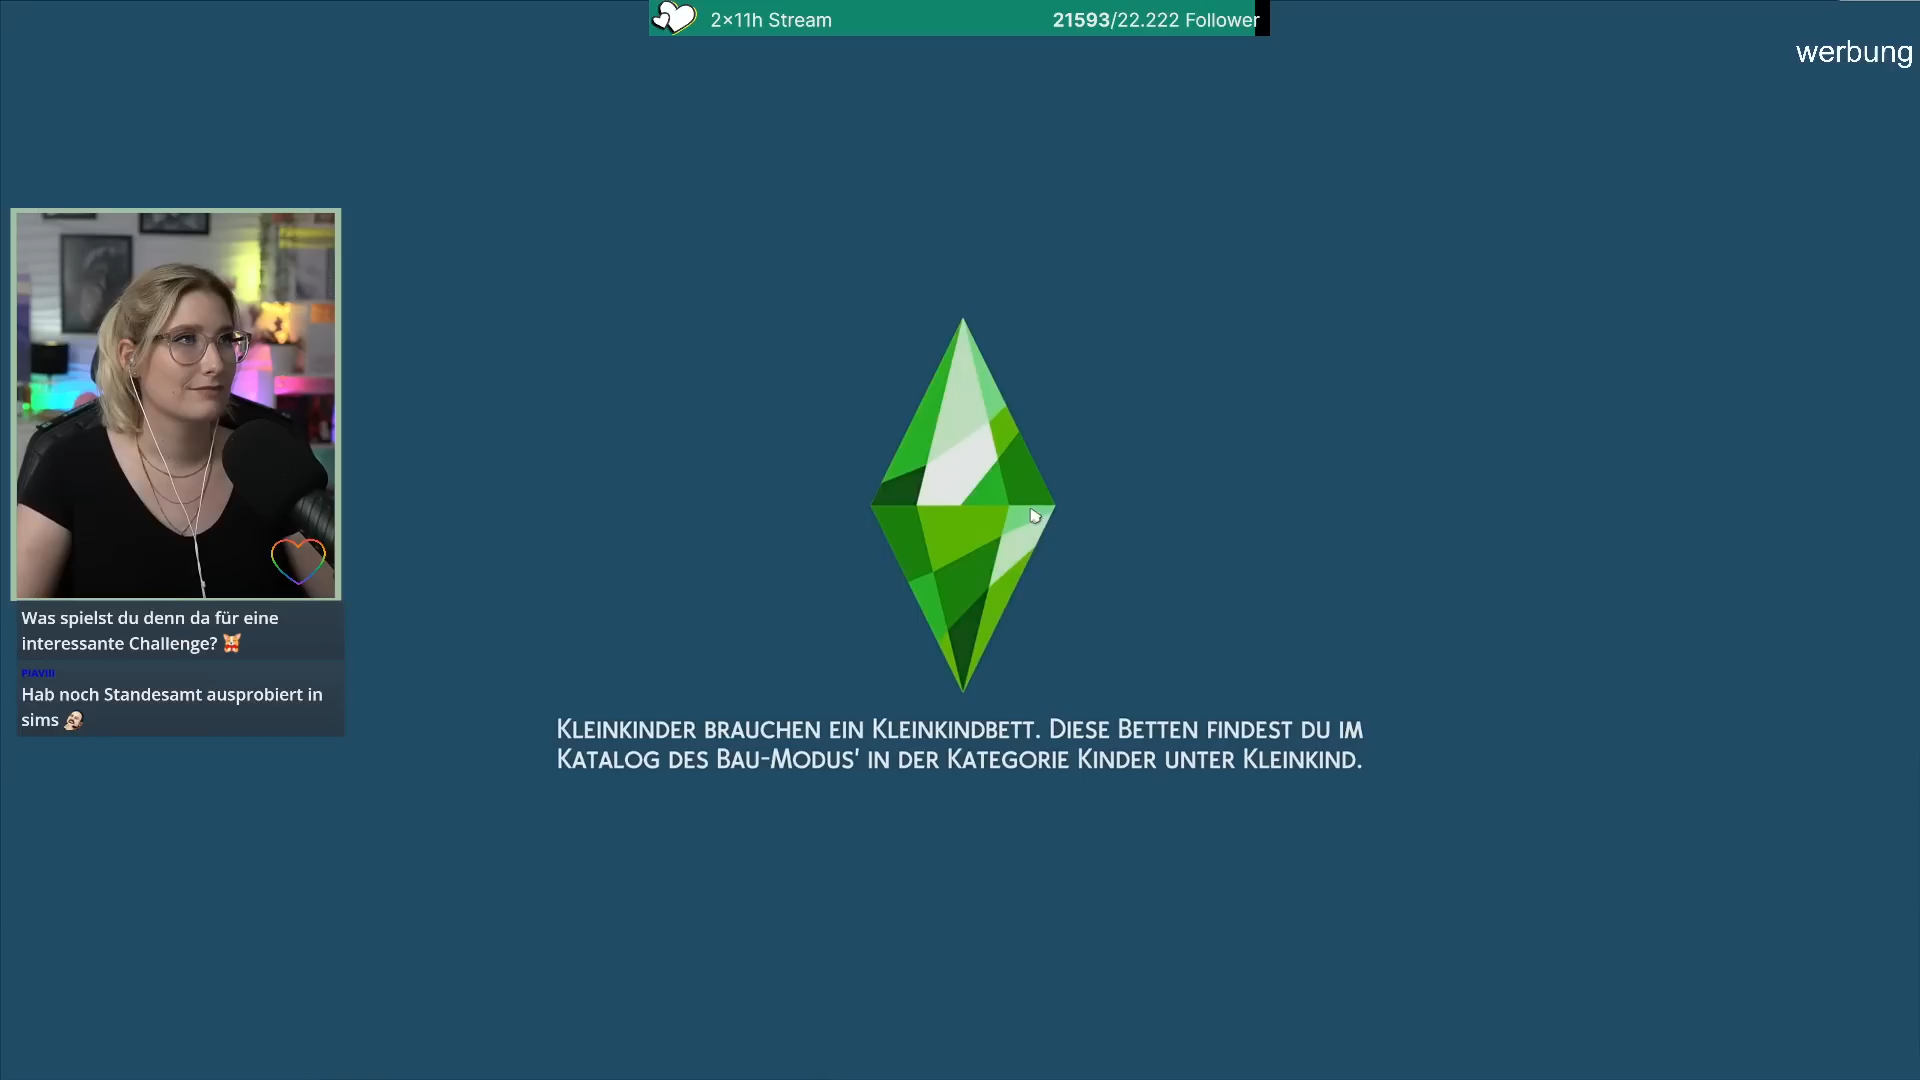 2×11h Stream
21593/22.222 Follower
werbung
Was spielst du denn da für eine
interessante Challenge?
PIAVIII
Hab noch Standesamt ausprobiert in
sims
KLEINKINDER BRAUCHEN EIN KLEINKINDBETT. DIESE BETTEN FINDEST DU IM
KATALOG DES BAU-MODUS' IN DER KATEGORIE KINDER UNTER KLEINKIND.